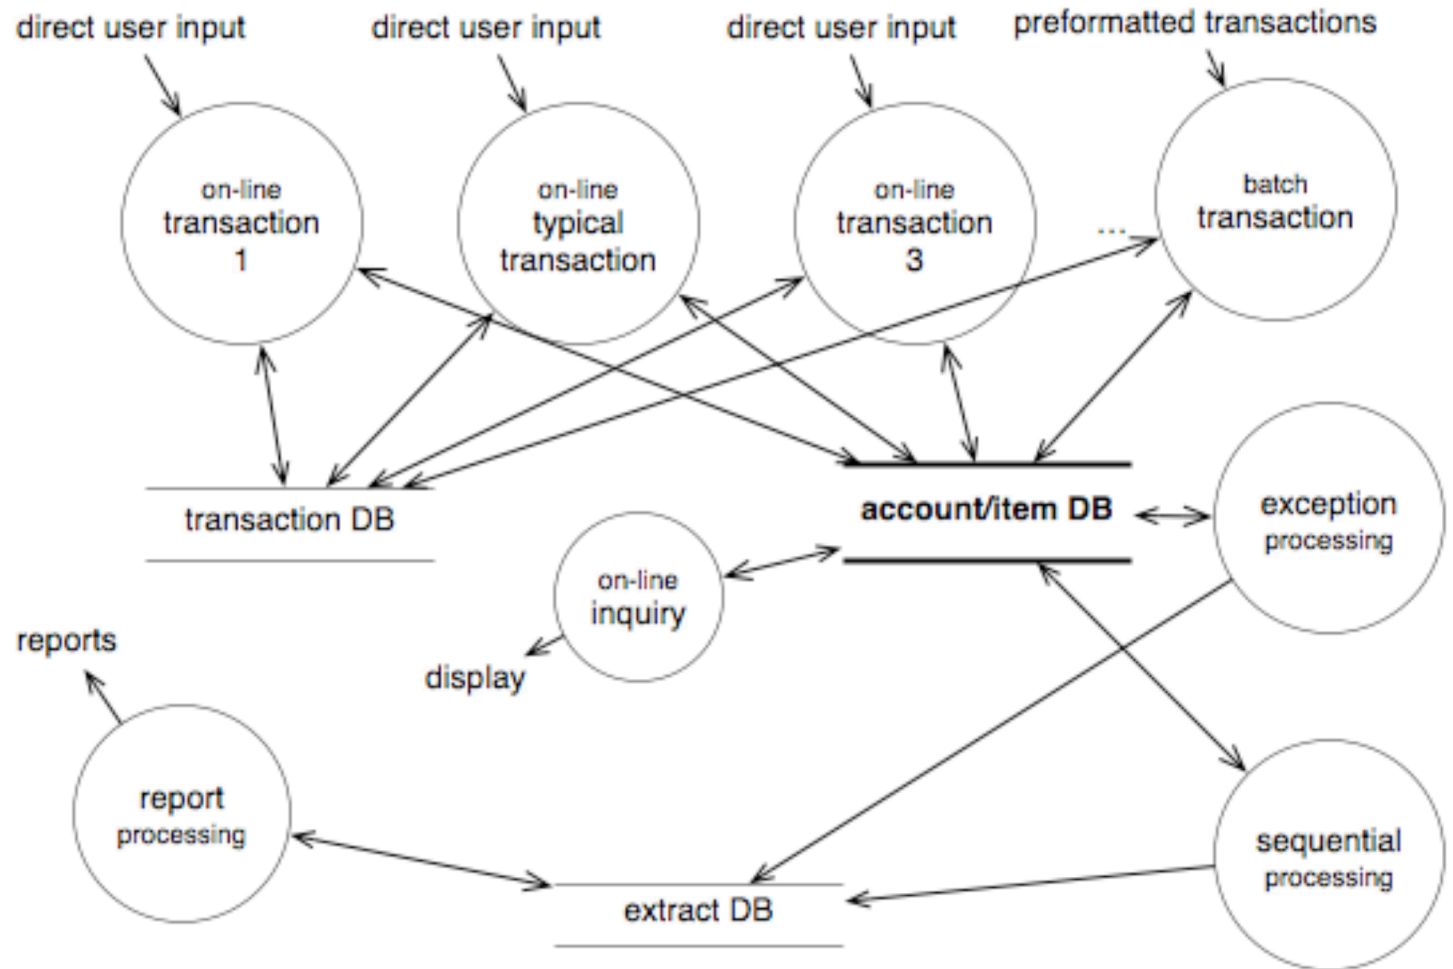 direct user input
direct user input
direct user input
preformatted transactions
on-line
transaction
1
on-line
typical
transaction
on-line
transaction
3
...
batch
transaction
transaction DB
account/item DB
exception
processing
on-line
inquiry
display
reports
report
processing
sequential
processing
extract DB